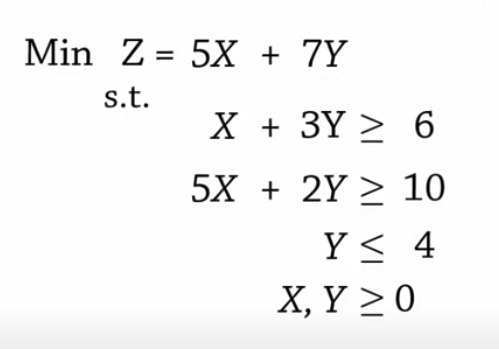 Min Z = 5X + 7Y
s.t.
X + 3Y ≥ 6
5X + 2Y ≥ 10
Y ≤ 4
X, Y ≥ 0